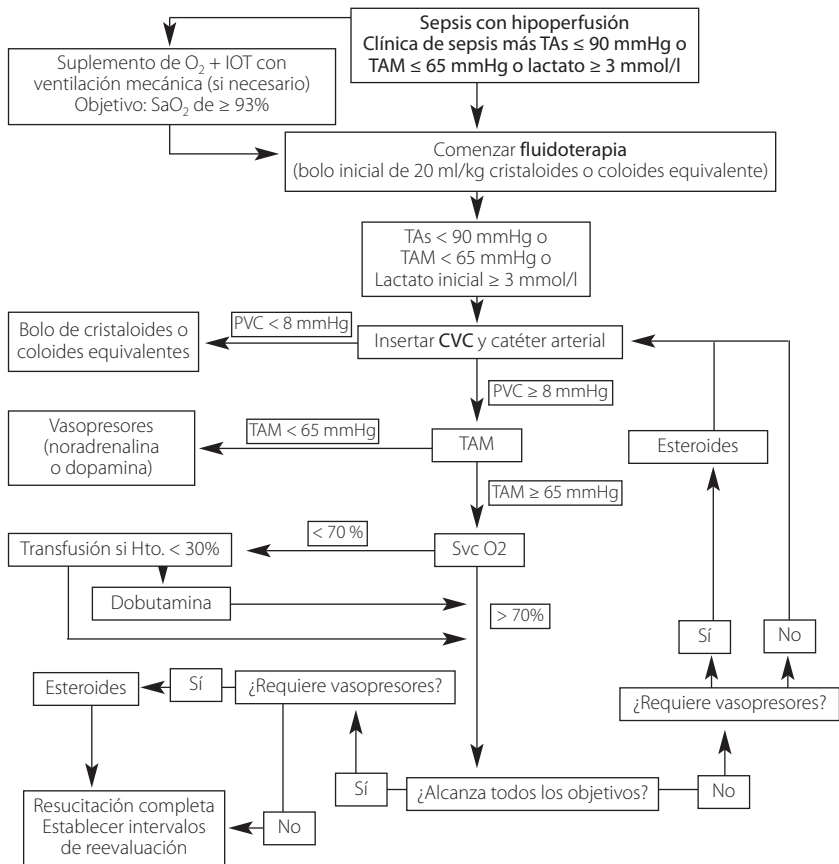 Sepsis con hipoperfusión
Clínica de sepsis más TAs ≤ 90 mmHg o
TAM ≤ 65 mmHg o lactato ≥ 3 mmol/l
Suplemento de O₂ + IOT con
ventilación mecánica (si necesario)
Objetivo: SaO₂ de ≥ 93%
Comenzar fluidoterapia
(bolo inicial de 20 ml/kg cristaloides o coloides equivalente)
TAs < 90 mmHg o
TAM < 65 mmHg o
Lactato inicial ≥ 3 mmol/l
Bolo de cristaloides o
coloides equivalentes
PVC < 8 mmHg
Insertar CVC y catéter arterial
PVC ≥ 8 mmHg
Vasopresores
(noradrenalina
o dopamina)
TAM < 65 mmHg
TAM
Esteroides
TAM ≥ 65 mmHg
Transfusión si Hto. < 30%
< 70 %
Svc O2
Dobutamina
> 70%
Sí
No
Esteroides
Sí
¿Requiere vasopresores?
¿Requiere vasopresores?
Resucitación completa
Establecer intervalos
de reevaluación
No
Sí
¿Alcanza todos los objetivos?
No